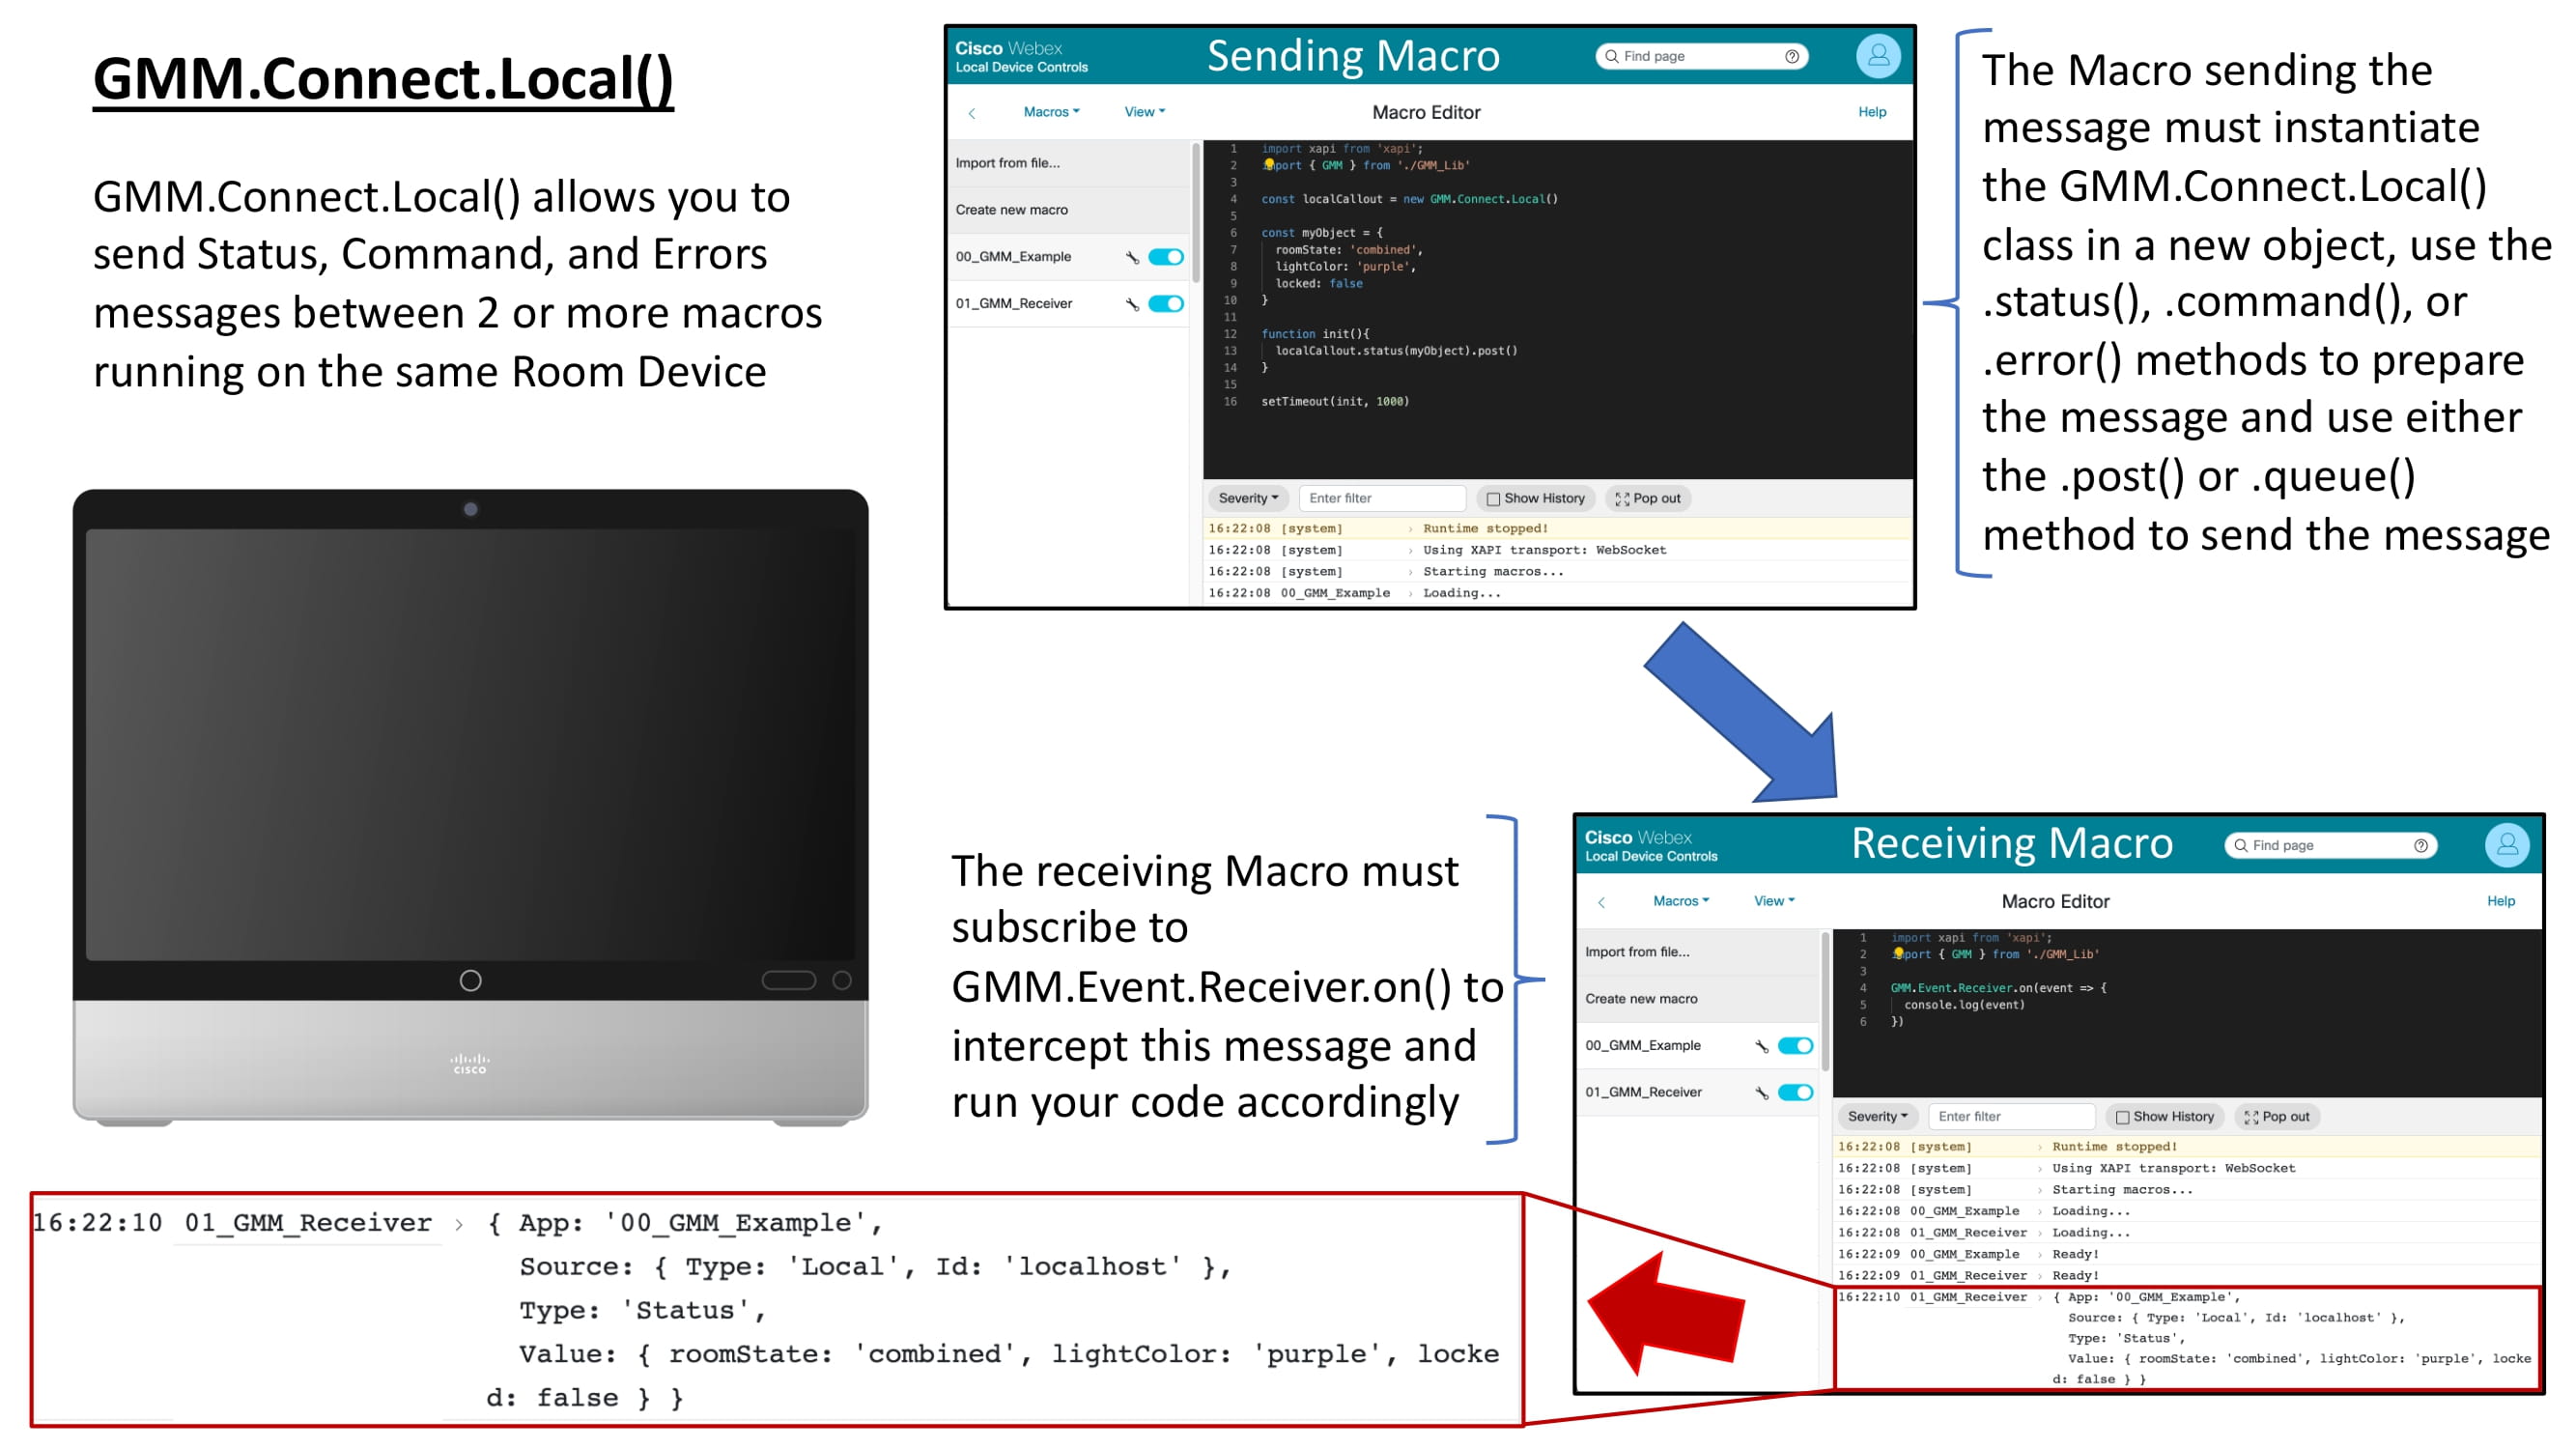 GMM.Connect.Local()
GMM.Connect.Local() allows you to
send Status, Command, and Errors
messages between 2 or more macros
running on the same Room Device
CISCO
Cisco Webex
Local Device Controls
Sending Macro
Find page
Macros
View
Macro Editor
Help
Import from file...
Create new macro
00_GMM_Example
01_GMM_Receiver
1 import xapi from 'xapi';
2 import { GMM } from './GMM_Lib'
3
4 const localCallout = new GMM.Connect.Local()
5
6 const myObject = {
7 roomState: 'combined',
8 lightColor: 'purple',
9 locked: false
10 }
11
12 function init(){
13 localCallout.status(myObject).post()
14 }
15
16 setTimeout(init, 1000)
Severity
Enter filter
Show History
Pop out
16:22:08 [system] › Runtime stopped!
16:22:08 [system] › Using XAPI transport: WebSocket
16:22:08 [system] › Starting macros...
16:22:08 00_GMM_Example › Loading...
The Macro sending the
message must instantiate
the GMM.Connect.Local()
class in a new object, use the
.status(), .command(), or
.error() methods to prepare
the message and use either
the .post() or .queue()
method to send the message
The receiving Macro must
subscribe to
GMM.Event.Receiver.on() to
intercept this message and
run your code accordingly
Cisco Webex
Local Device Controls
Receiving Macro
Find page
Macros
View
Macro Editor
Help
Import from file...
Create new macro
00_GMM_Example
01_GMM_Receiver
1 import xapi from 'xapi';
2 import { GMM } from './GMM_Lib'
3
4 GMM.Event.Receiver.on(event => {
5 console.log(event)
6 })
Severity
Enter filter
Show History
Pop out
16:22:08 [system] › Runtime stopped!
16:22:08 [system] › Using XAPI transport: WebSocket
16:22:08 [system] › Starting macros...
16:22:08 00_GMM_Example › Loading...
16:22:08 01_GMM_Receiver › Loading...
16:22:09 00_GMM_Example › Ready!
16:22:09 01_GMM_Receiver › Ready!
16:22:10 01_GMM_Receiver › { App: '00_GMM_Example',
Source: { Type: 'Local', Id: 'localhost' },
Type: 'Status',
Value: { roomState: 'combined', lightColor: 'purple', locke
d: false } }
16:22:10 01_GMM_Receiver › { App: '00_GMM_Example',
Source: { Type: 'Local', Id: 'localhost' },
Type: 'Status',
Value: { roomState: 'combined', lightColor: 'purple', locke
d: false } }